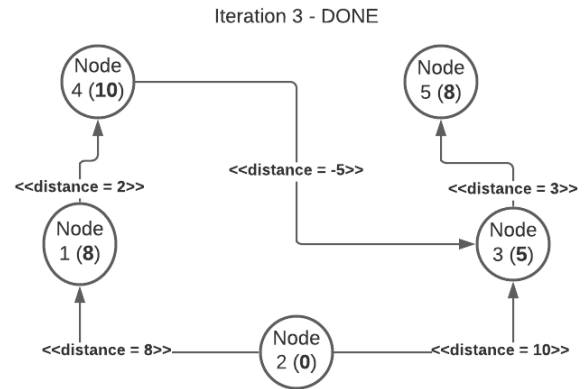 Iteration 3 - DONE
Node
4 (10)
Node
5 (8)
<<distance = -5>>
<<distance = 2>>
<<distance = 3>>
Node
1 (8)
Node
3 (5)
<<distance = 8>>
Node
2 (0)
<<distance = 10>>